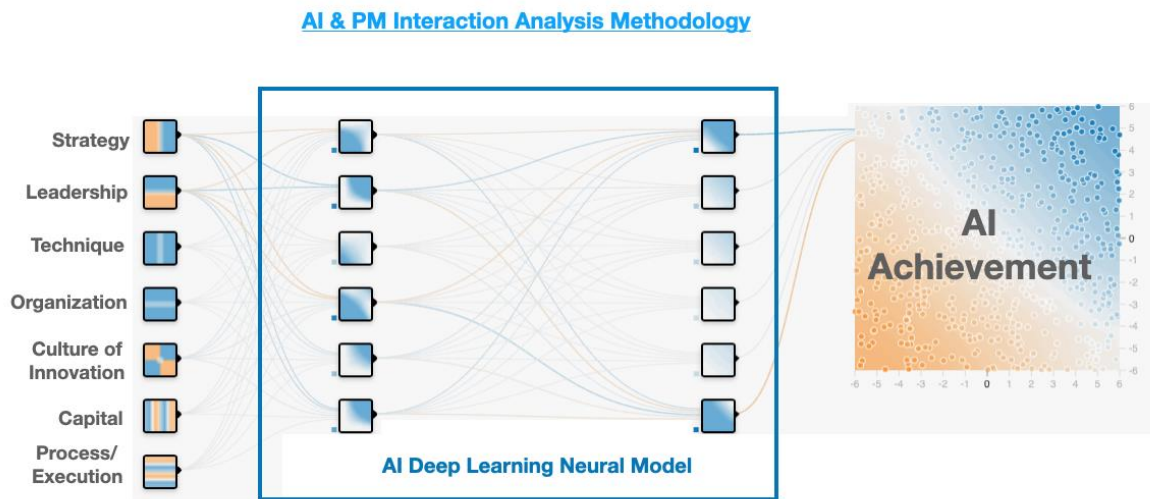 AI & PM Interaction Analysis Methodology
Strategy
Leadership
Technique
Organization
Culture of
Innovation
Capital
Process/
Execution
AI Deep Learning Neural Model
AI
Achievement
6
5
4
3
2
1
0
-1
-2
-3
-4
-5
-6
-6 -5 -4 -3 -2 -1 0 1 2 3 4 5 6